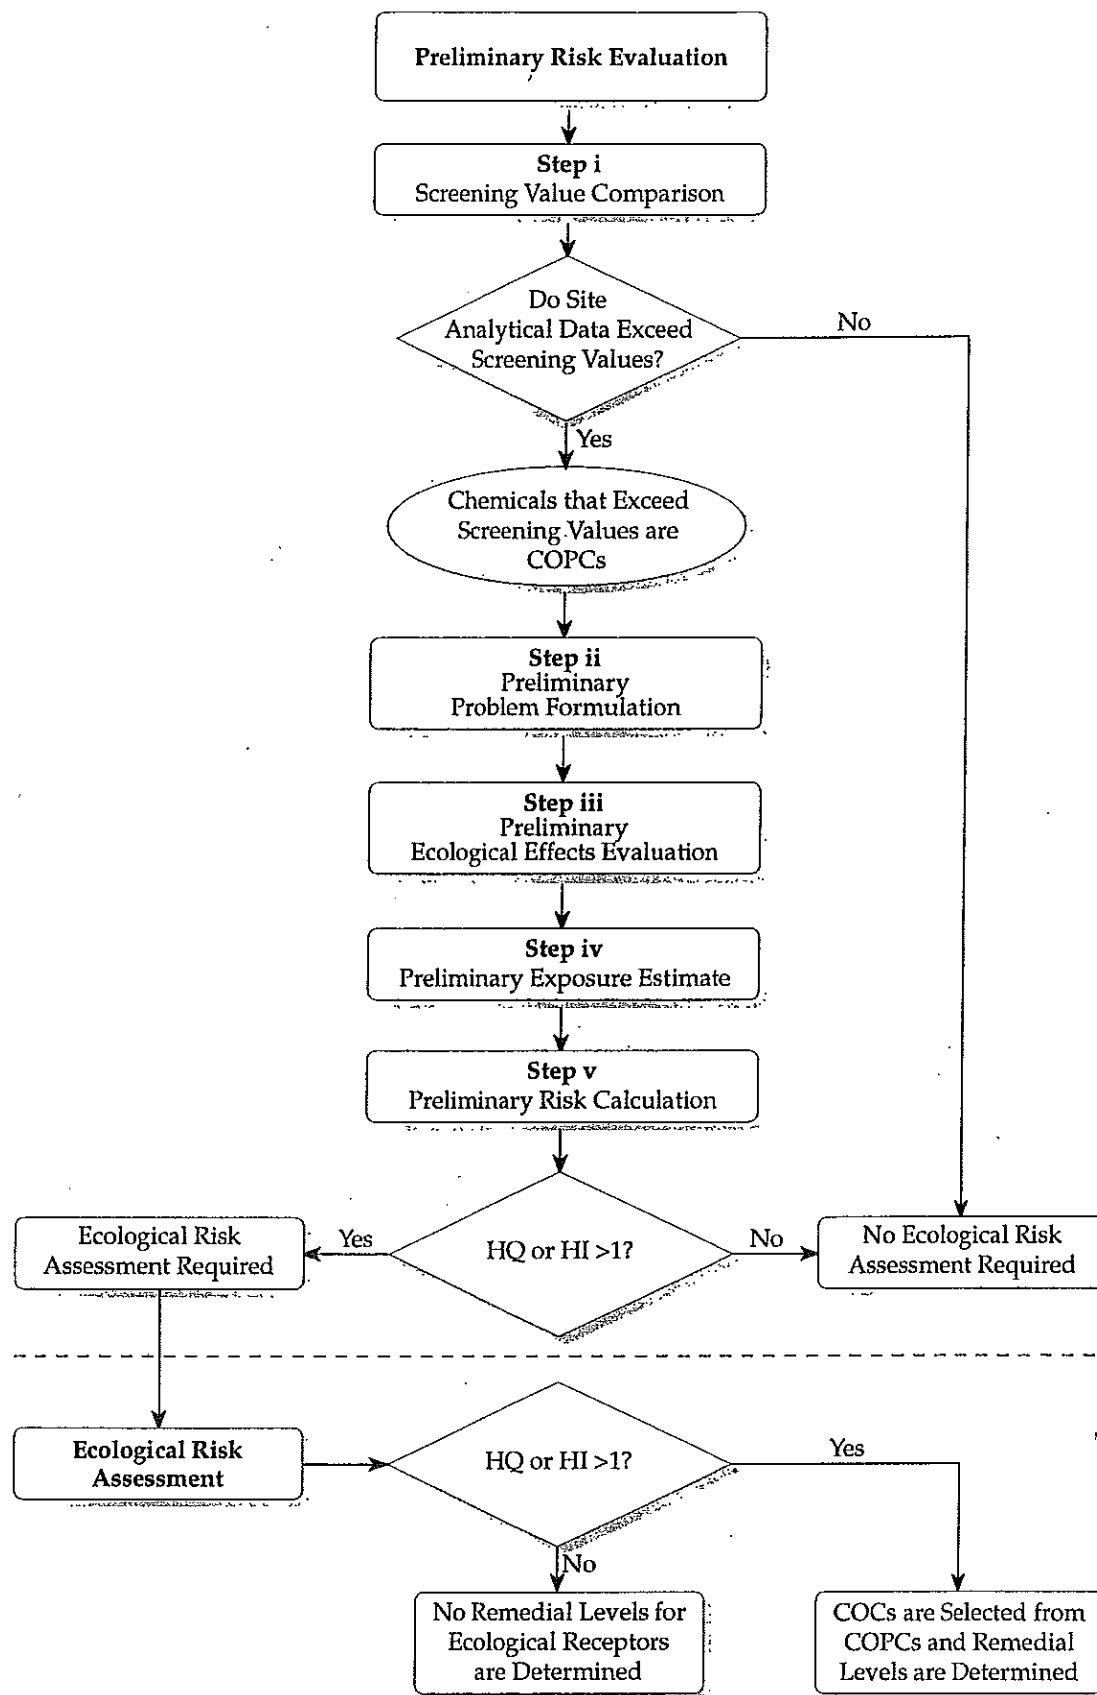 Preliminary Risk Evaluation
Step i
Screening Value Comparison
Do Site
Analytical Data Exceed
Screening Values?
No
Yes
Chemicals that Exceed
Screening Values are
COPCs
Step ii
Preliminary
Problem Formulation
Step iii
Preliminary
Ecological Effects Evaluation
Step iv
Preliminary Exposure Estimate
Step v
Preliminary Risk Calculation
Ecological Risk
Assessment Required
Yes
HQ or HI >1?
No
No Ecological Risk
Assessment Required
Ecological Risk
Assessment
HQ or HI >1?
Yes
No
No Remedial Levels for
Ecological Receptors
are Determined
COCs are Selected from
COPCs and Remedial
Levels are Determined